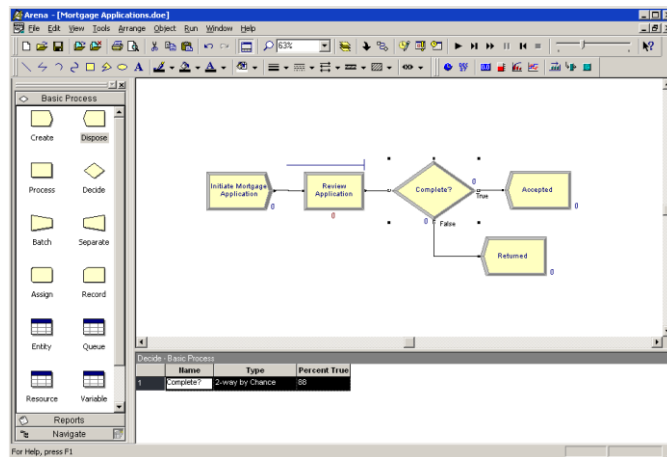 Arena - [Mortgage Applications.doe]
File Edit View Tools Arrange Object Run Window Help
63%
Basic Process
Create Dispose
Process Decide
Batch Separate
Assign Record
Entity Queue
Resource Variable
Reports
Navigate
Initiate Mortgage
Application
0
Review
Application
0
Complete?
0
True
0
False
Accepted
0
Returned
0
Decide - Basic Process
Name Type Percent True
1 Complete? 2-way by Chance 88
For Help, press F1